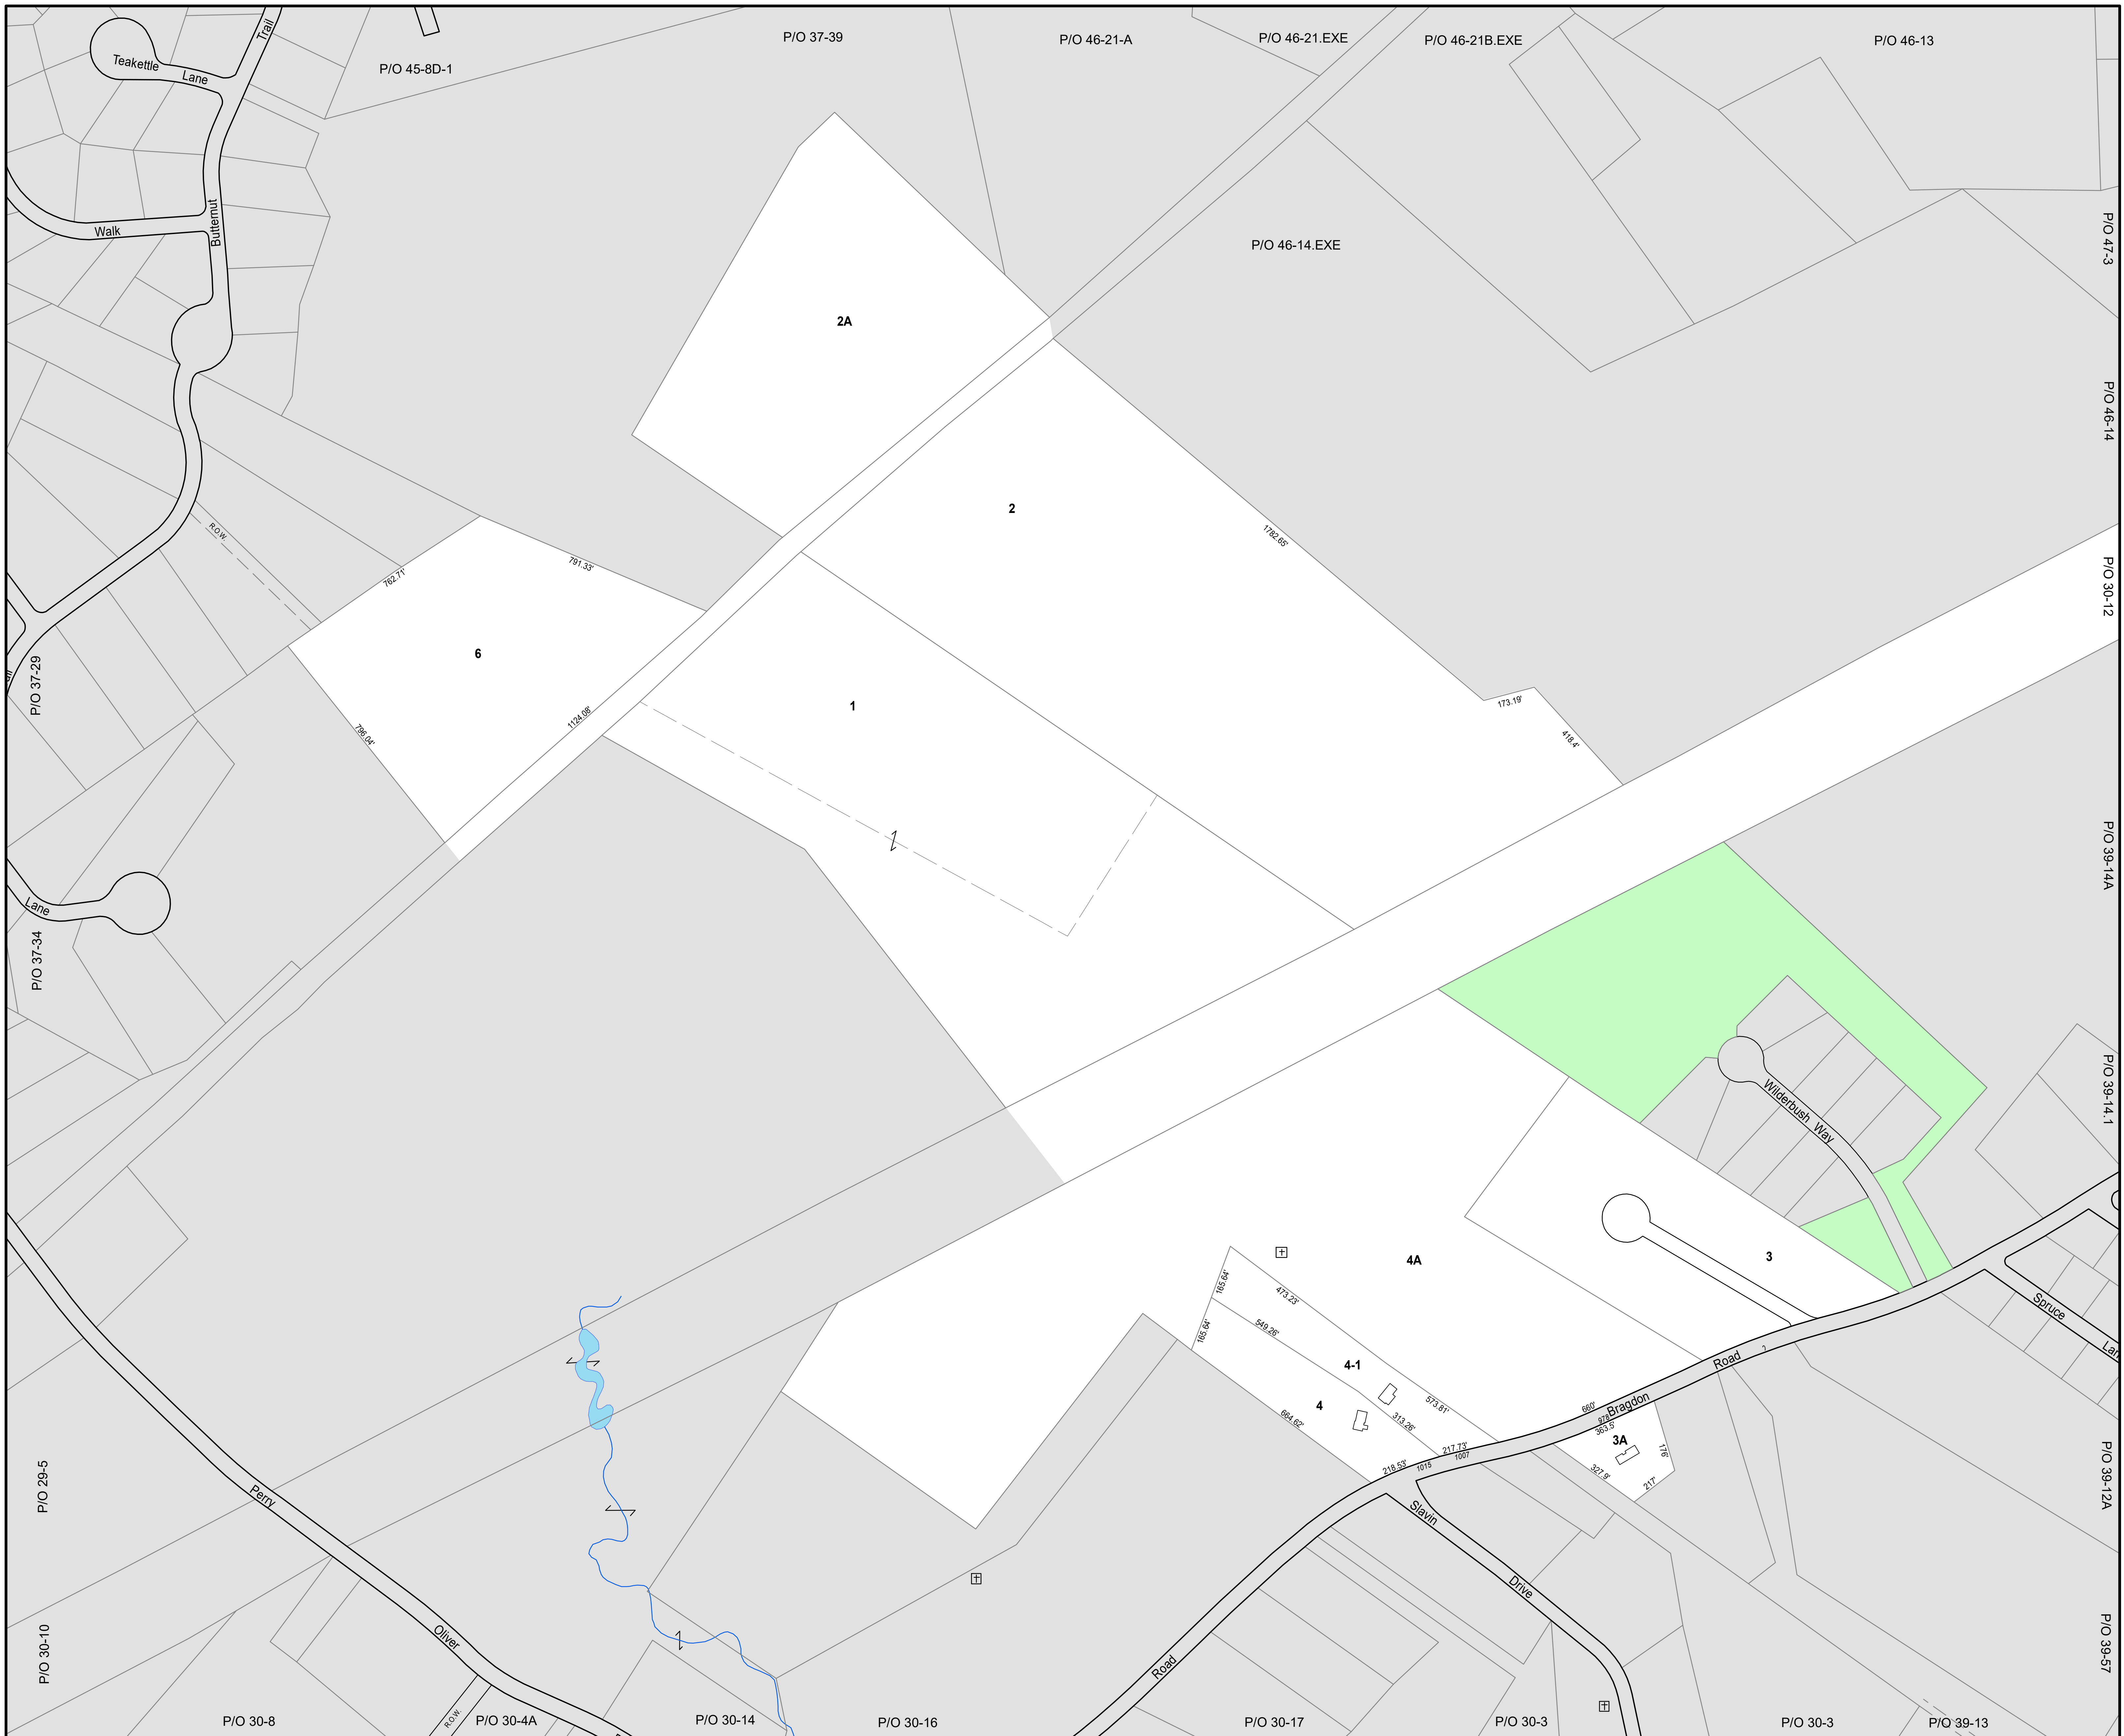 P/O 37-39
P/O 46-21-A
P/O 46-21.EXE
P/O 46-21B.EXE
P/O 46-13
P/O 45-8D-1
Trail
Teakettle Lane
Walk
Butternut
P/O 46-14.EXE
P/O 47-3
2A
P/O 46-14
2
1782.65'
R.O.W.
791.33'
762.71'
P/O 30-12
6
P/O 37-29
1
173.19'
418.4'
1124.08'
796.04'
P/O 39-14A
Lane
P/O 37-34
Wilderbush Way
P/O 39-14.1
4A
3
165.64'
473.23'
549.26'
165.64'
Spruce
4-1
Road
4
573.81'
313.26'
664.62'
660'
Bragdon
978
363.5'
3A
176'
217.73'
1007
218.53'
1015
327.9'
217'
P/O 29-5
Perry
Slavin
P/O 39-12A
Drive
Oliver
P/O 30-10
Road
P/O 39-57
R.O.W.
P/O 30-8
P/O 30-4A
P/O 30-14
P/O 30-16
P/O 30-17
P/O 30-3
P/O 30-3
P/O 39-13